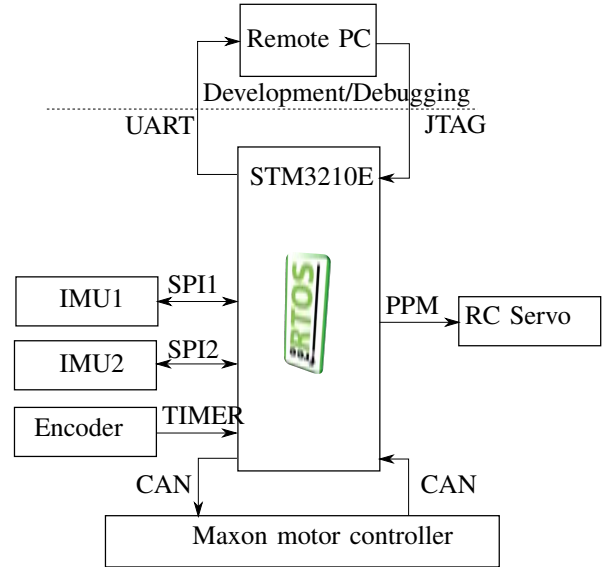 Remote PC
Development/Debugging
UART
JTAG
STM3210E
free
RTOS
IMU1
SPI1
PPM
RC Servo
IMU2
SPI2
Encoder
TIMER
CAN
CAN
Maxon motor controller